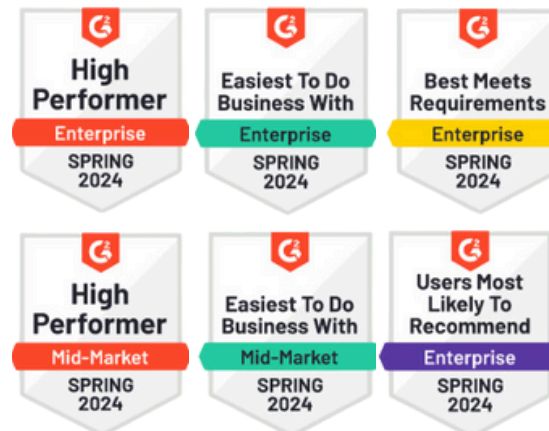 G2
High
Performer
Enterprise
SPRING
2024
G2
Easiest To Do
Business With
Enterprise
SPRING
2024
G2
Best Meets
Requirements
Enterprise
SPRING
2024
G2
High
Performer
Mid-Market
SPRING
2024
G2
Easiest To Do
Business With
Mid-Market
SPRING
2024
G2
Users Most
Likely To
Recommend
Enterprise
SPRING
2024